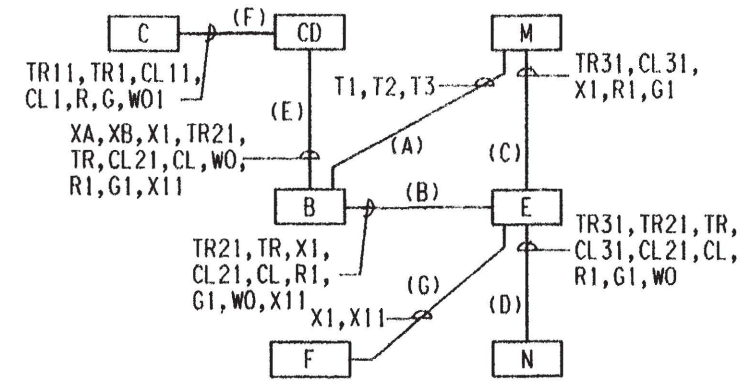 (F)
C
CD
M
TR11,TR1,CL11,
CL1,R,G,WO1
T1,T2,T3
TR31,CL31,
X1,R1,G1
XA,XB,X1,TR21,
TR,CL21,CL,WO,
R1,G1,X11
(E)
(A)
(C)
B
(B)
E
TR21,TR,X1,
CL21,CL,R1,
G1,WO,X11
TR31,TR21,TR,
CL31,CL21,CL,
R1,G1,WO
(G)
X1,X11
(D)
F
N